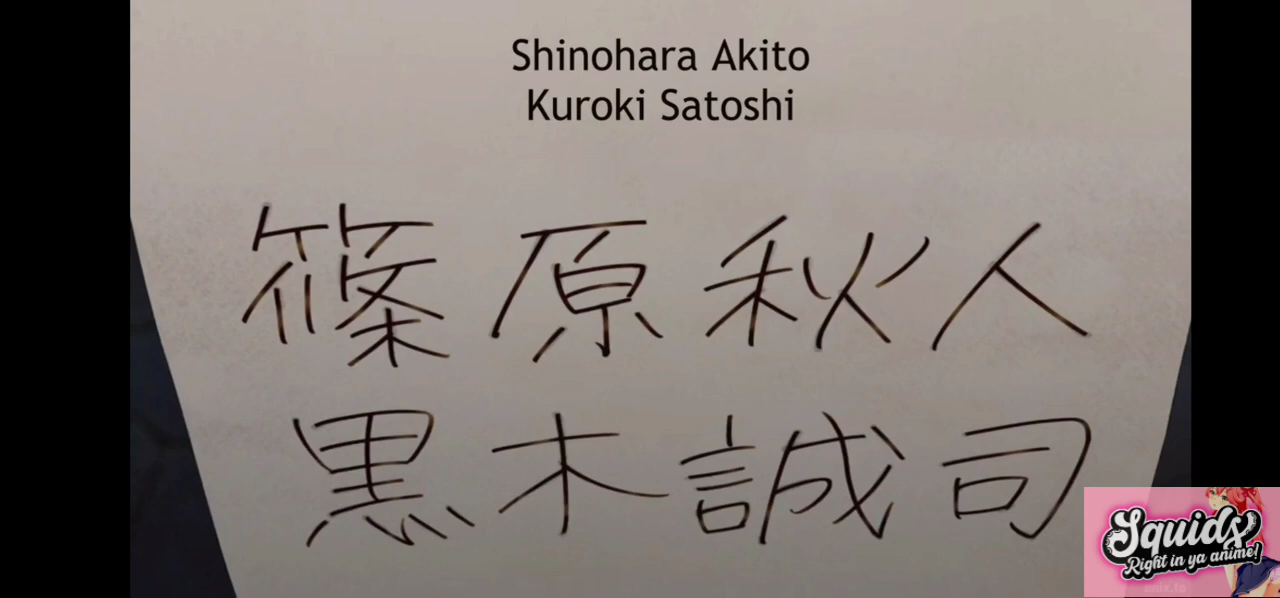 Shinohara Akito
Kuroki Satoshi
篠原秋人
黒木誠司
Squids
Right in ya anime!